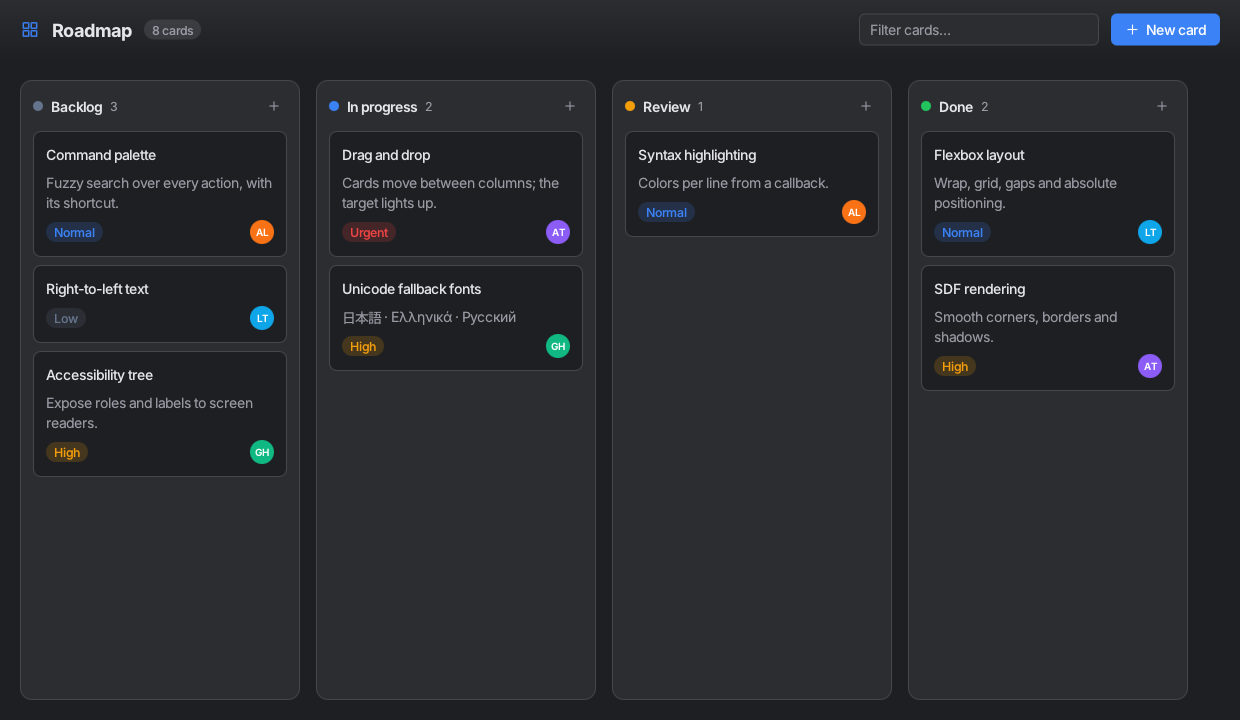 Roadmap 8 cards
Filter cards...
New card
Backlog 3
Command palette
Fuzzy search over every action, with
its shortcut.
Normal AL
Right-to-left text
Low LT
Accessibility tree
Expose roles and labels to screen
readers.
High GH
In progress 2
Drag and drop
Cards move between columns; the
target lights up.
Urgent AT
Unicode fallback fonts
日本語 · Ελληνικά · Русский
High GH
Review 1
Syntax highlighting
Colors per line from a callback.
Normal AL
Done 2
Flexbox layout
Wrap, grid, gaps and absolute
positioning.
Normal LT
SDF rendering
Smooth corners, borders and
shadows.
High AT